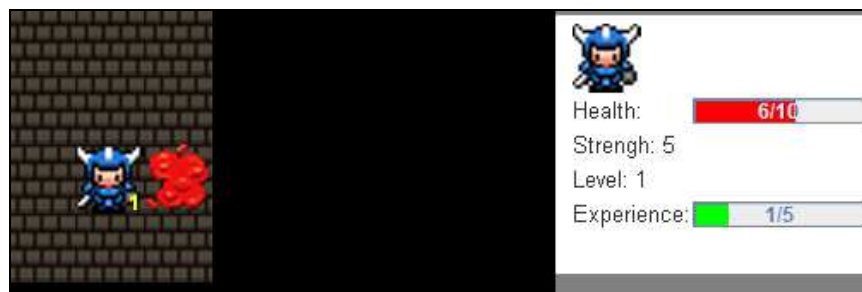 Health: 6/10
Strengh: 5
Level: 1
1
Experience: 1/5